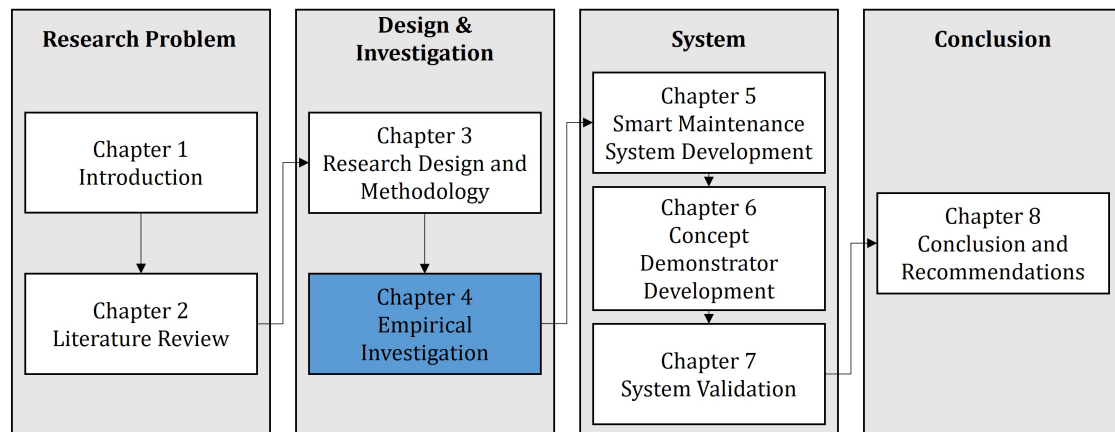 Research Problem
Chapter 1
Introduction
Chapter 2
Literature Review
Design &
Investigation
Chapter 3
Research Design and
Methodology
Chapter 4
Empirical
Investigation
System
Chapter 5
Smart Maintenance
System Development
Chapter 6
Concept
Demonstrator
Development
Chapter 7
System Validation
Conclusion
Chapter 8
Conclusion and
Recommendations